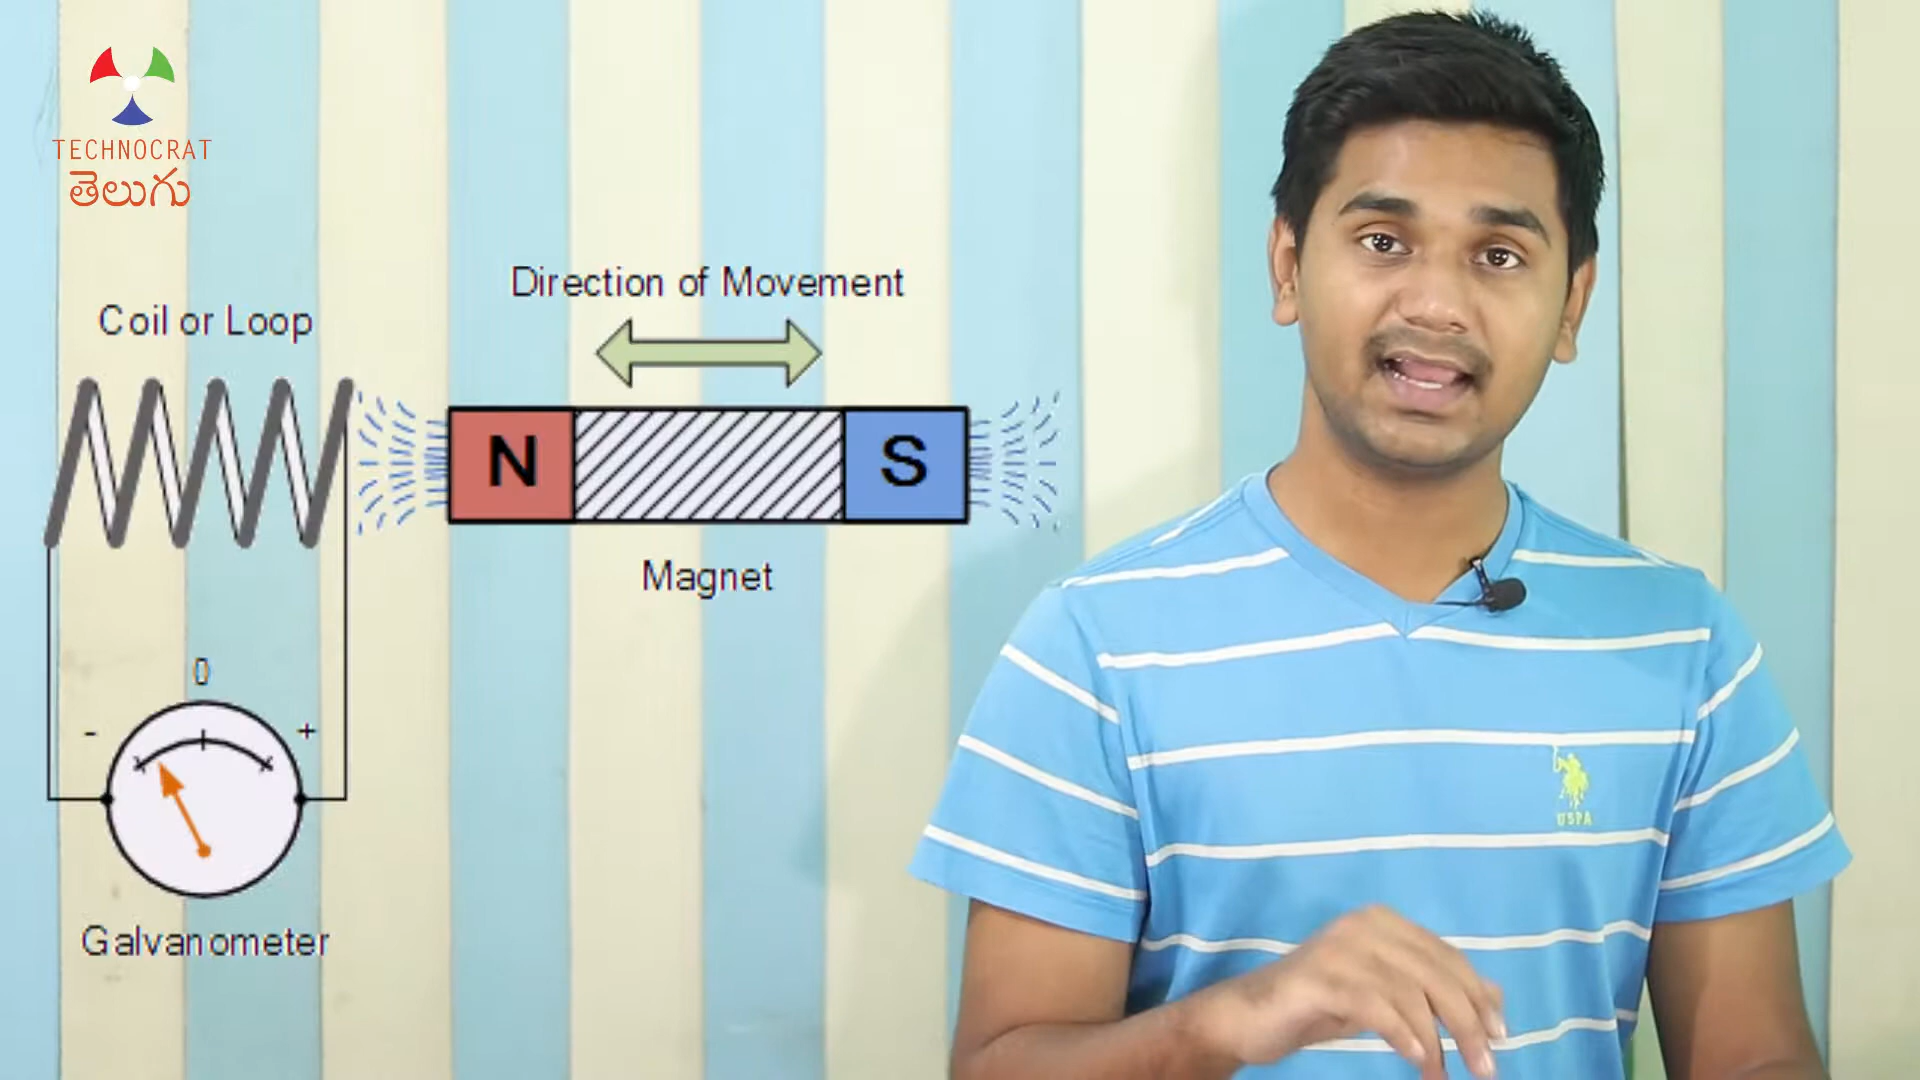 TECHNOCRAT
తెలుగు
Direction of Movement
Coil or Loop
N
S
Magnet
0
-
+
Galvanometer
USPA